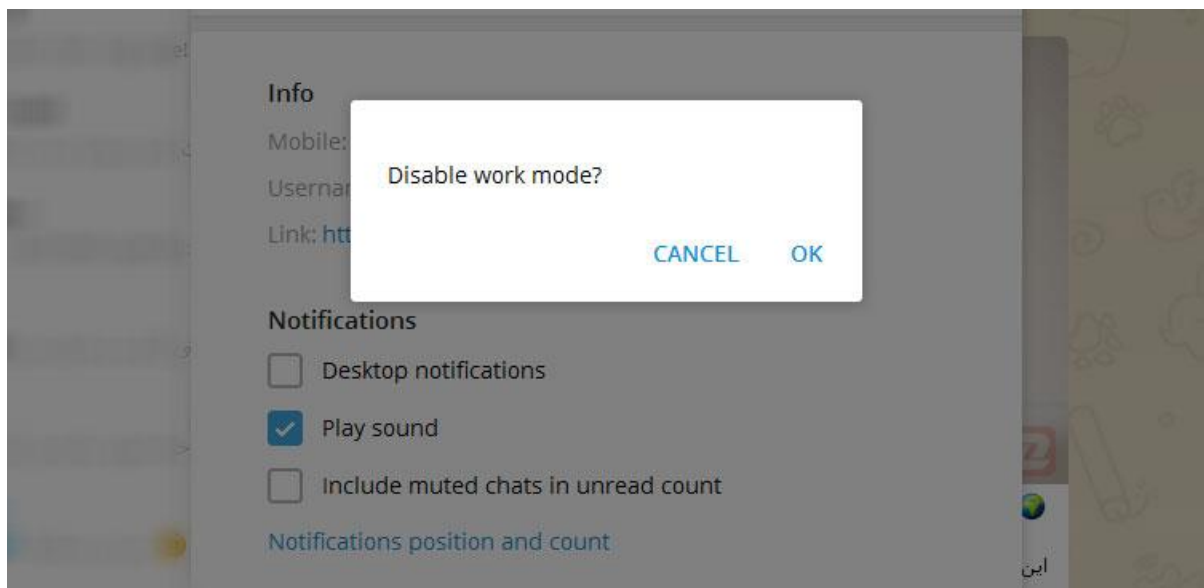 Info
Mobile:
Disable work mode?
Link: htt
CANCEL OK
Notifications
Desktop notifications
Play sound
Include muted chats in unread count
Notifications position and count
این